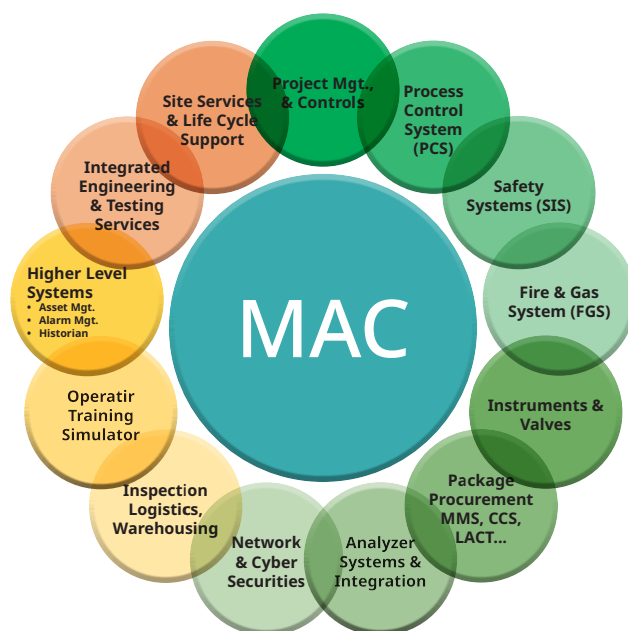 Project Mgt.,
& Controls
Process
Control
System
(PCS)
Safety
Systems (SIS)
Fire & Gas
System (FGS)
Instruments &
Valves
Package
Procurement
MMS, CCS,
LACT...
Analyzer
Systems &
Integration
Network
& Cyber
Securities
Inspection
Logistics,
Warehousing
Operatir
Training
Simulator
Higher Level
Systems
• Asset Mgt.
• Alarm Mgt.
• Historian
Integrated
Engineering
& Testing
Services
Site Services
& Life Cycle
Support
MAC